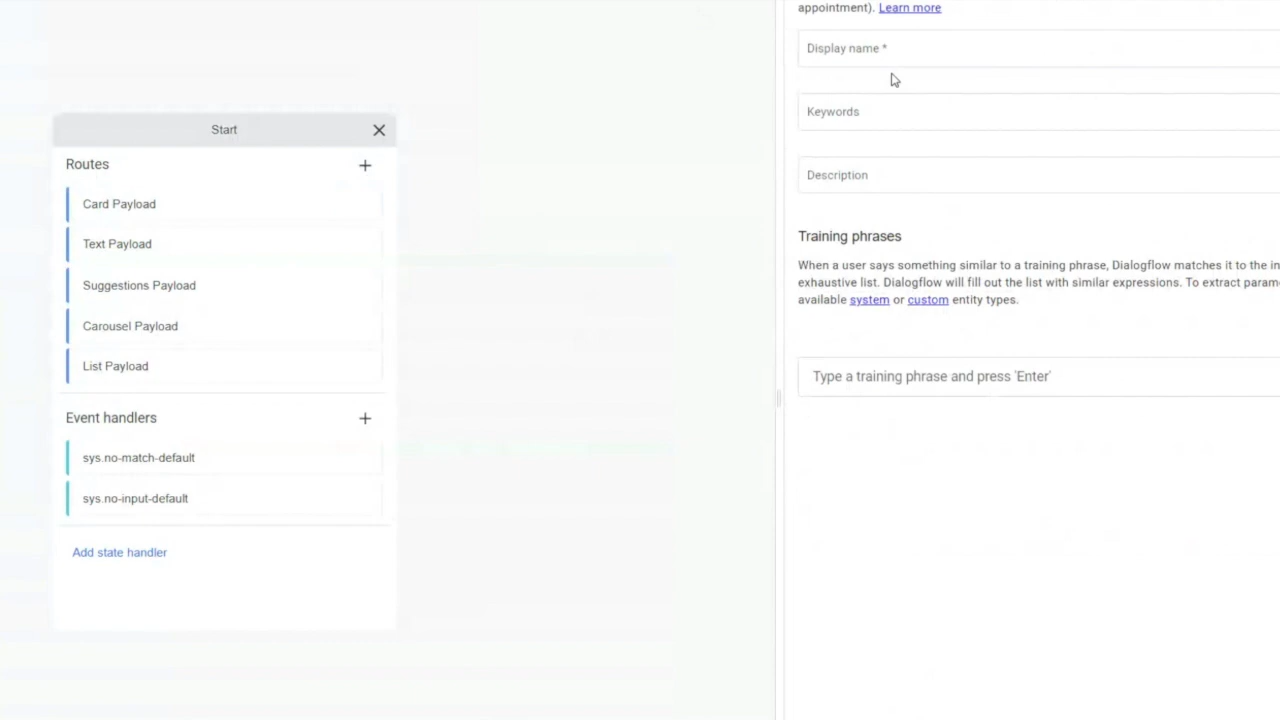 Start
Routes
Card Payload
Text Payload
Suggestions Payload
Carousel Payload
List Payload
Event handlers
sys.no-match-default
sys.no-input-default
Add state handler
appointment). Learn more
Display name *
Keywords
Description
Training phrases
When a user says something similar to a training phrase, Dialogflow matches it to the in
exhaustive list. Dialogflow will fill out the list with similar expressions. To extract param
available system or custom entity types.
Type a training phrase and press 'Enter'